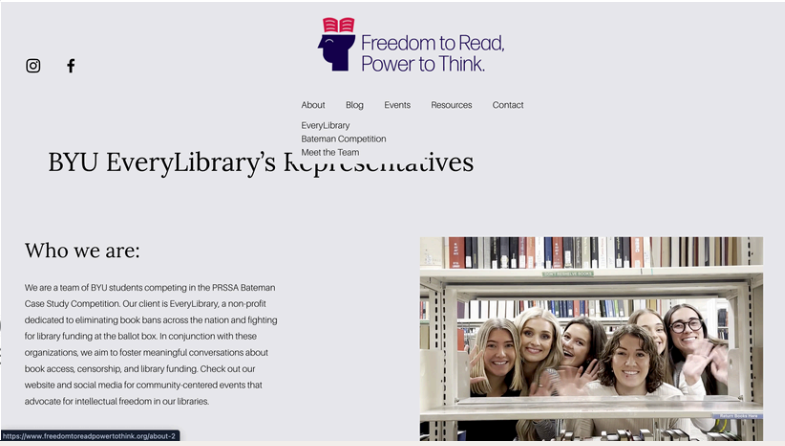 Freedom to Read,
Power to Think.
About Blog Events Resources Contact
EveryLibrary
Bateman Competition
Meet the Team
BYU EveryLibrary's Representatives
Who we are:
We are a team of BYU students competing in the PRSSA Bateman
Case Study Competition. Our client is EveryLibrary, a non-profit
dedicated to eliminating book bans across the nation and fighting
for library funding at the ballot box. In conjunction with these
organizations, we aim to foster meaningful conversations about
book access, censorship, and library funding. Check out our
website and social media for community-centered events that
advocate for intellectual freedom in our libraries.
https://www.freedomtoreadpowertothink.org/about-2